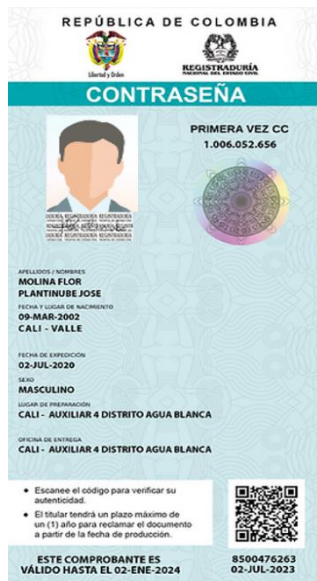 REPÚBLICA DE COLOMBIA
Libertad y Orden
REGISTRADURÍA
NACIONAL DEL ESTADO CIVIL
CONTRASEÑA
PRIMERA VEZ CC
1.006.052.656
APELLIDOS / NOMBRES
MOLINA FLOR
PLANTINUBE JOSE
FECHA Y LUGAR DE NACIMIENTO
09-MAR-2002
CALI - VALLE
FECHA DE EXPEDICIÓN
02-JUL-2020
SEXO
MASCULINO
LUGAR DE PREPARACIÓN
CALI - AUXILIAR 4 DISTRITO AGUA BLANCA
OFICINA DE ENTREGA
CALI - AUXILIAR 4 DISTRITO AGUA BLANCA
• Escanee el código para verificar su
autenticidad.
• El titular tendrá un plazo máximo de
un (1) año para reclamar el documento
a partir de la fecha de producción.
ESTE COMPROBANTE ES
VÁLIDO HASTA EL 02-ENE-2024
8500476263
02-JUL-2023